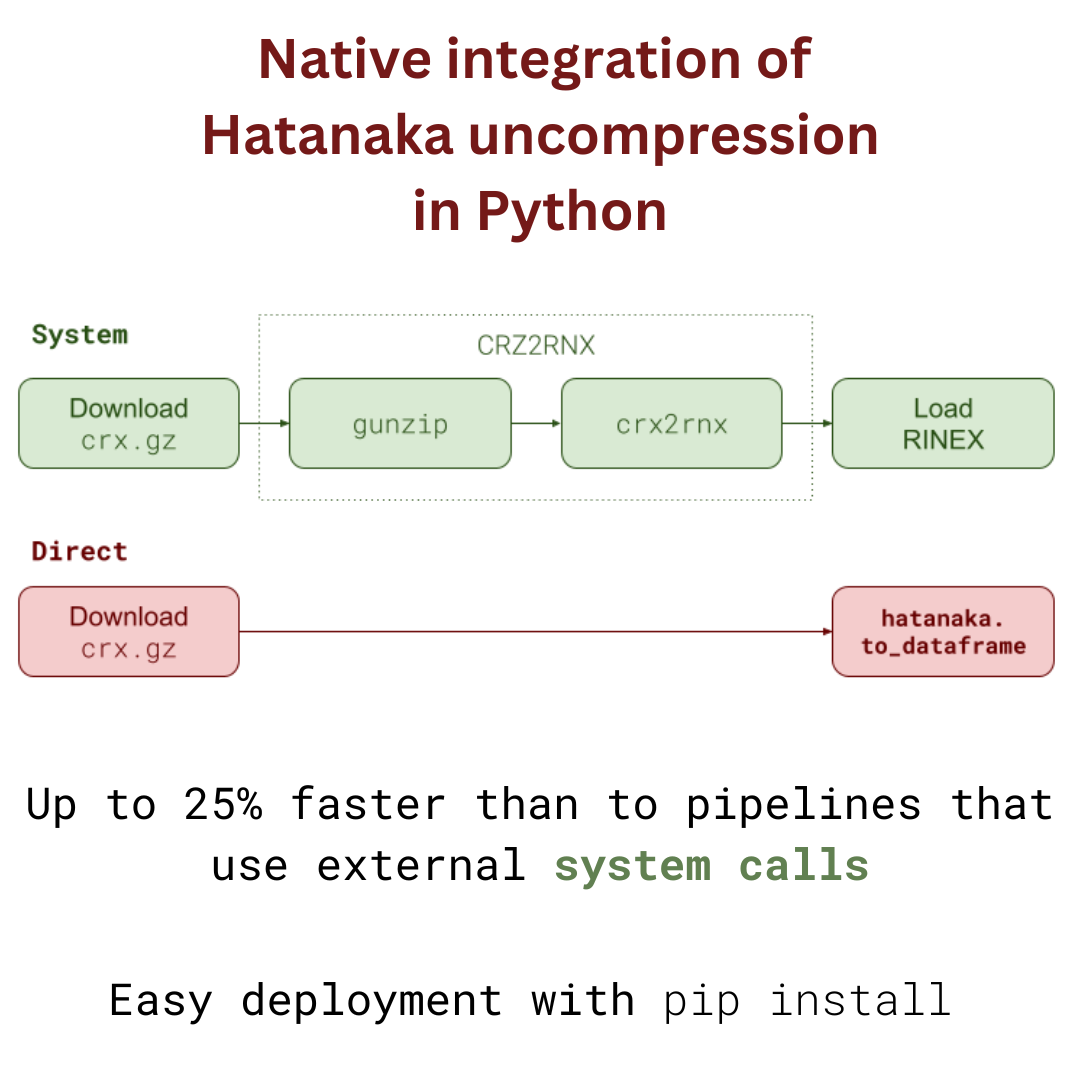 Native integration of
Hatanaka uncompression
in Python
System
CRZ2RNX
Download
crx.gz
gunzip
crx2rnx
Load
RINEX
Direct
Download
crx.gz
hatanaka.
to_dataframe
Up to 25% faster than to pipelines that
use external system calls
Easy deployment with pip install